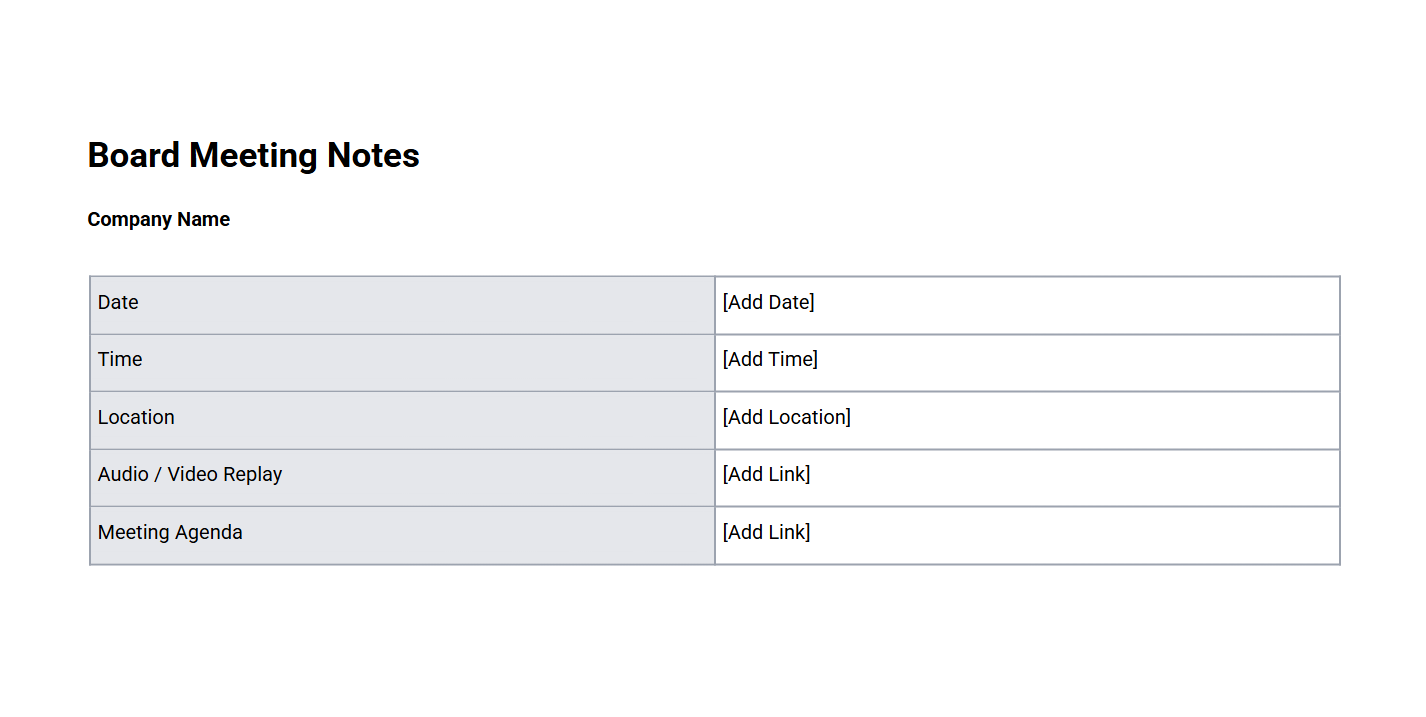 Board Meeting Notes
Company Name
Date [Add Date]
Time [Add Time]
Location [Add Location]
Audio / Video Replay [Add Link]
Meeting Agenda [Add Link]